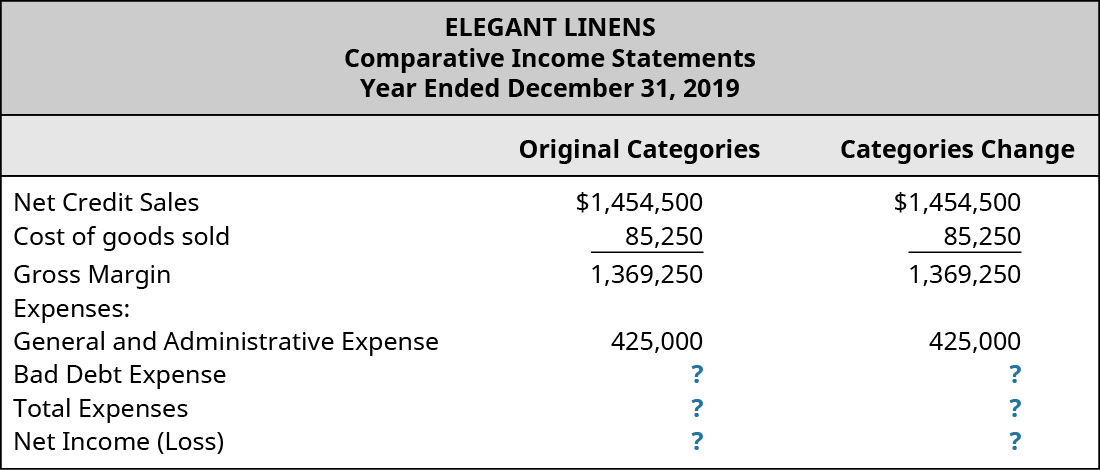 ELEGANT LINENS
Comparative Income Statements
Year Ended December 31, 2019
Original Categories Categories Change
Net Credit Sales $1,454,500 $1,454,500
Cost of goods sold 85,250 85,250
Gross Margin 1,369,250 1,369,250
Expenses:
General and Administrative Expense 425,000 425,000
Bad Debt Expense ? ?
Total Expenses ? ?
Net Income (Loss) ? ?